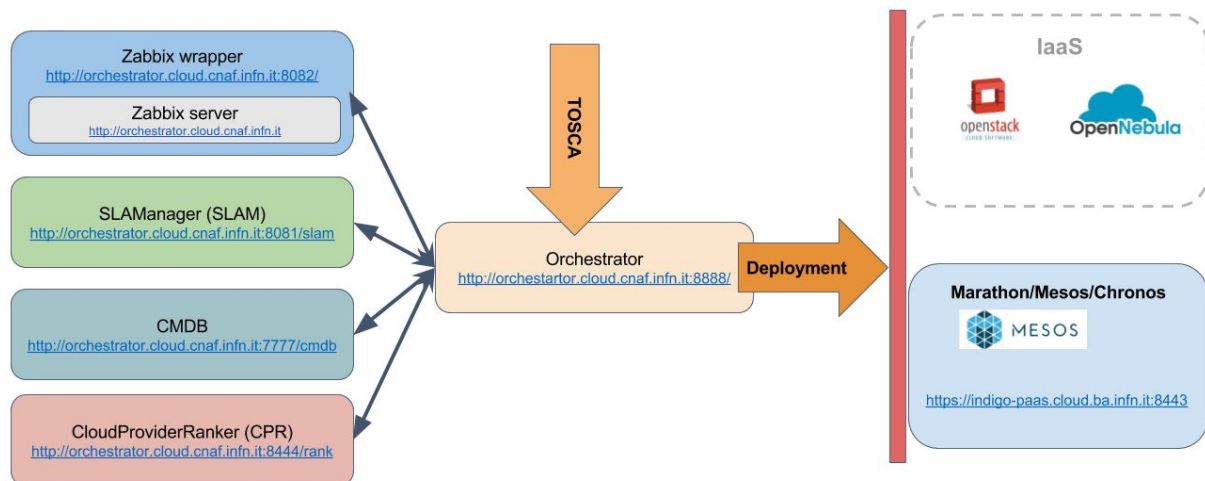 Zabbix wrapper
http://orchestrator.cloud.cnaf.infn.it:8082/
Zabbix server
http://orchestrator.cloud.cnaf.infn.it
SLAManager (SLAM)
http://orchestrator.cloud.cnaf.infn.it:8081/slam
CMDB
http://orchestrator.cloud.cnaf.infn.it:7777/cmdb
CloudProviderRanker (CPR)
http://orchestrator.cloud.cnaf.infn.it:8444/rank
TOSCA
Orchestrator
http://orchestartor.cloud.cnaf.infn.it:8888/
Deployment
IaaS
openstack
CLOUD SOFTWARE
OpenNebula
Marathon/Mesos/Chronos
MESOS
https://indigo-paas.cloud.ba.infn.it:8443